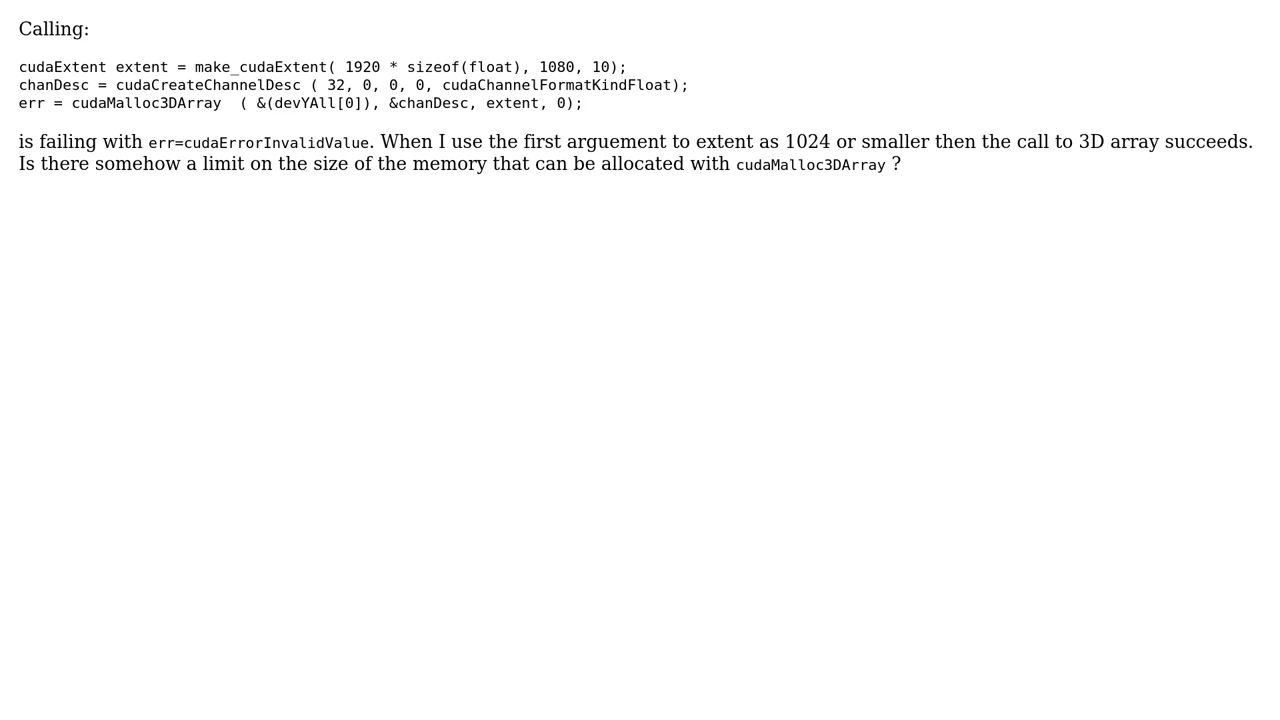 Calling:
cudaExtent extent = make_cudaExtent( 1920 * sizeof(float), 1080, 10);
chanDesc = cudaCreateChannelDesc ( 32, 0, 0, 0, cudaChannelFormatKindFloat);
err = cudaMalloc3DArray  ( &(devYAll[0]), &chanDesc, extent, 0);
is failing with err=cudaErrorInvalidValue. When I use the first arguement to extent as 1024 or smaller then the call to 3D array succeeds.
Is there somehow a limit on the size of the memory that can be allocated with cudaMalloc3DArray ?